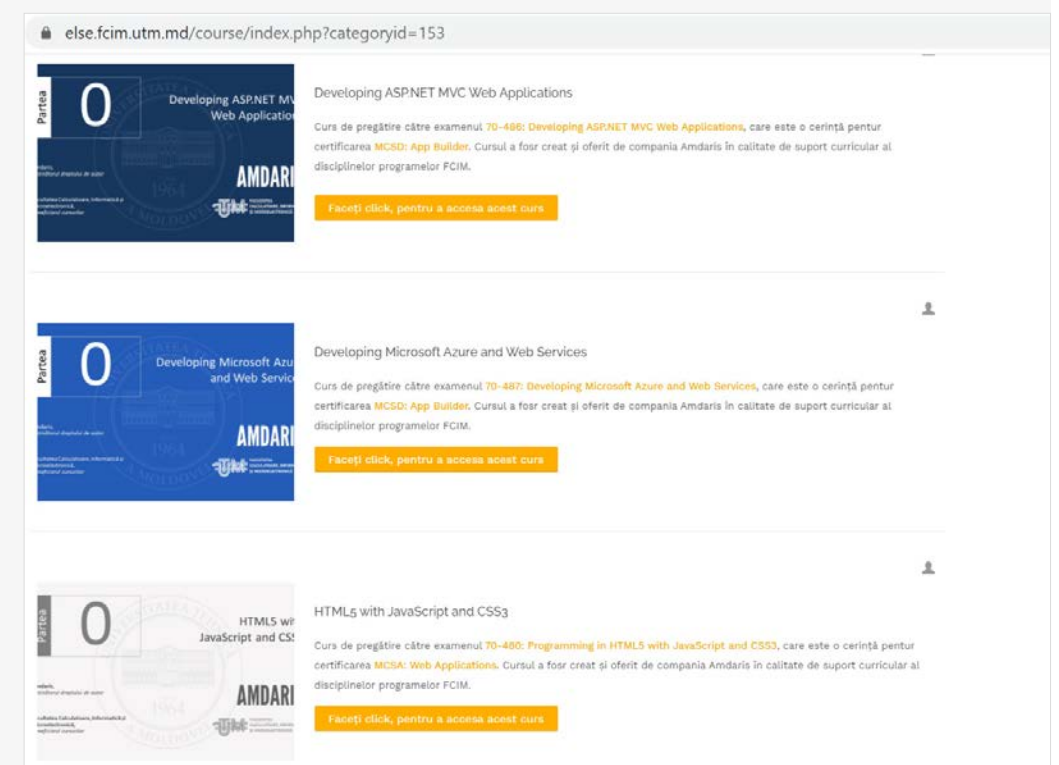 else.fcim.utm.md/course/index.php?categoryid=153
Partea
0
Developing ASP.NET MV
Web Application
AMDARI
1964
Developing ASP.NET MVC Web Applications
Curs de pregătire către examenul 70-486: Developing ASP.NET MVC Web Applications, care este o cerință pentur
certificarea MCSD: App Builder. Cursul a fosr creat și oferit de compania Amdaris în calitate de suport curricular al
disciplinelor programelor FCIM.
Faceți click, pentru a accesa acest curs
Partea
0
Developing Microsoft Azu
and Web Service
AMDARI
1964
Developing Microsoft Azure and Web Services
Curs de pregătire către examenul 70-487: Developing Microsoft Azure and Web Services, care este o cerință pentur
certificarea MCSD: App Builder. Cursul a fosr creat și oferit de compania Amdaris în calitate de suport curricular al
disciplinelor programelor FCIM.
Faceți click, pentru a accesa acest curs
Partea
0
HTML5 wit
JavaScript and CSS
AMDARI
1964
HTML5 with JavaScript and CSS3
Curs de pregătire către examenul 70-480: Programming in HTML5 with JavaScript and CSS3, care este o cerință pentur
certificarea MCSA: Web Applications. Cursul a fosr creat și oferit de compania Amdaris în calitate de suport curricular al
disciplinelor programelor FCIM.
Faceți click, pentru a accesa acest curs